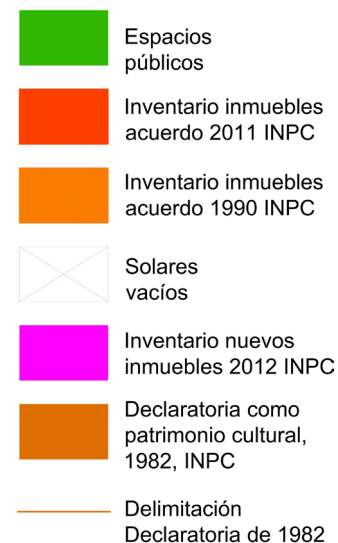 Espacios
públicos
Inventario inmuebles
acuerdo 2011 INPC
Inventario inmuebles
acuerdo 1990 INPC
Solares
vacíos
Inventario nuevos
inmuebles 2012 INPC
Declaratoria como
patrimonio cultural,
1982, INPC
Delimitación
Declaratoria de 1982